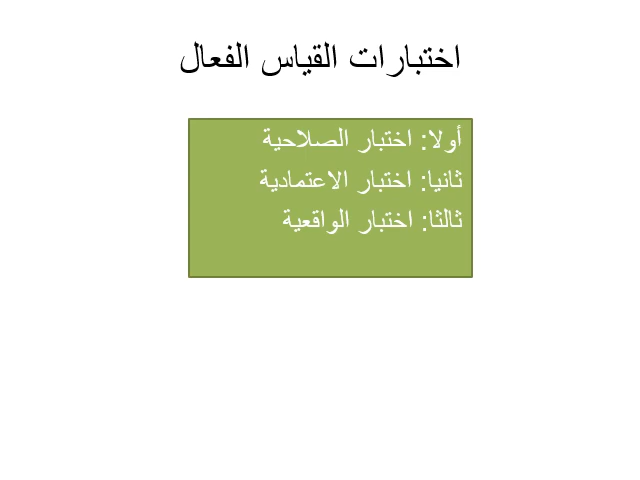 اختبارات القياس الفعال
أولا: اختبار الصلاحية
ثانيا: اختبار الاعتمادية
ثالثا: اختبار الواقعية